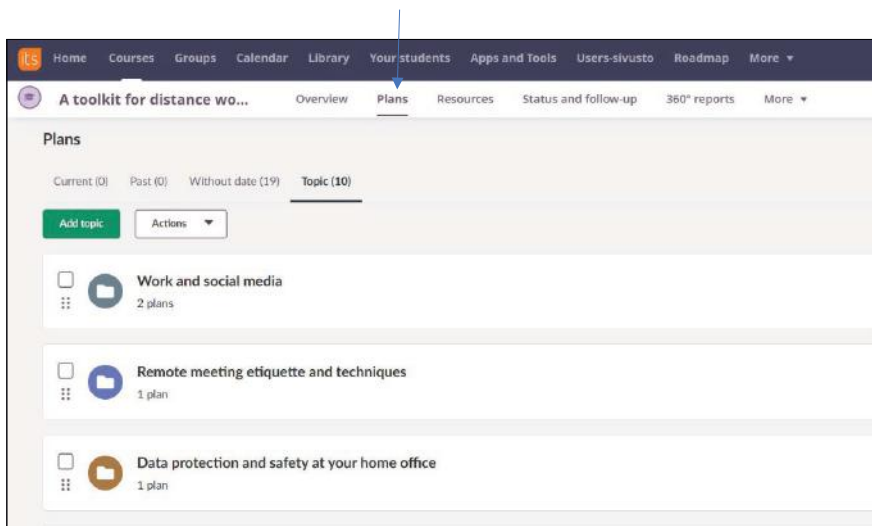 its Home Courses Groups Calendar Library Your students Apps and Tools Users-sivusto Roadmap More
A toolkit for distance wo... Overview Plans Resources Status and follow-up 360° reports More
Plans
Current (0) Past (0) Without date (19) Topic (10)
Add topic Actions
Work and social media
2 plans
Remote meeting etiquette and techniques
1 plan
Data protection and safety at your home office
1 plan